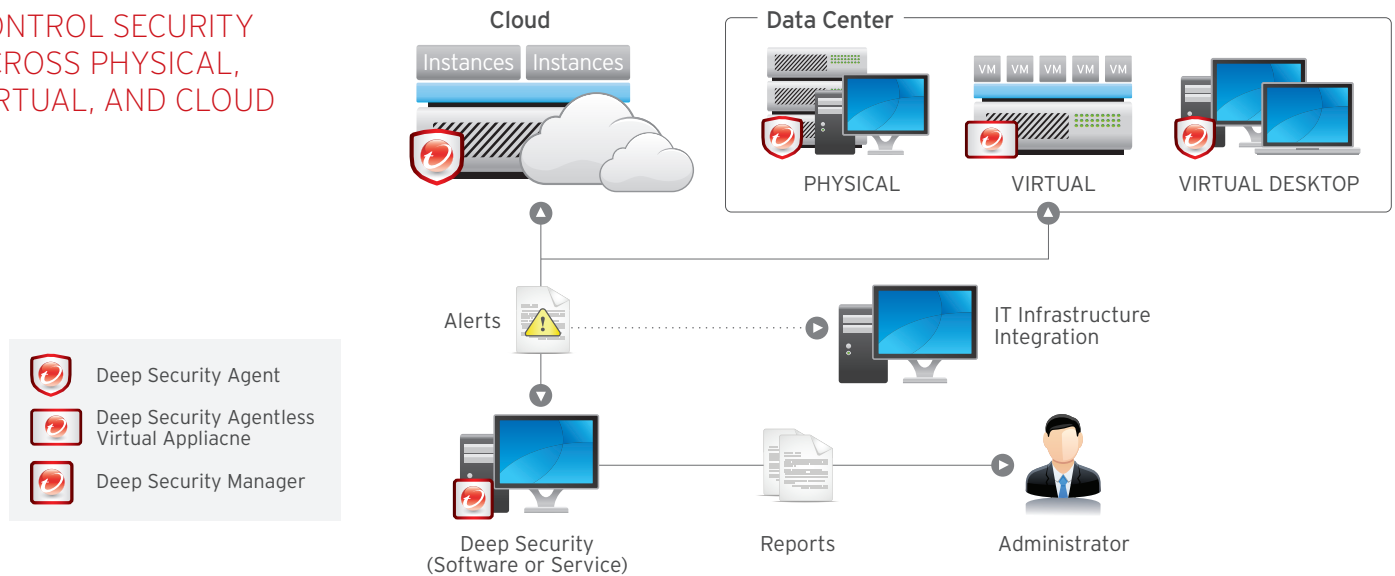 ONTROL SECURITY
CROSS PHYSICAL,
RTUAL, AND CLOUD
Cloud
Instances Instances
Data Center
VM VM VM VM VM
PHYSICAL
VIRTUAL
VIRTUAL DESKTOP
Alerts
IT Infrastructure
Integration
Deep Security Agent
Deep Security Agentless
Virtual Appliacne
Deep Security Manager
Deep Security
(Software or Service)
Reports
Administrator